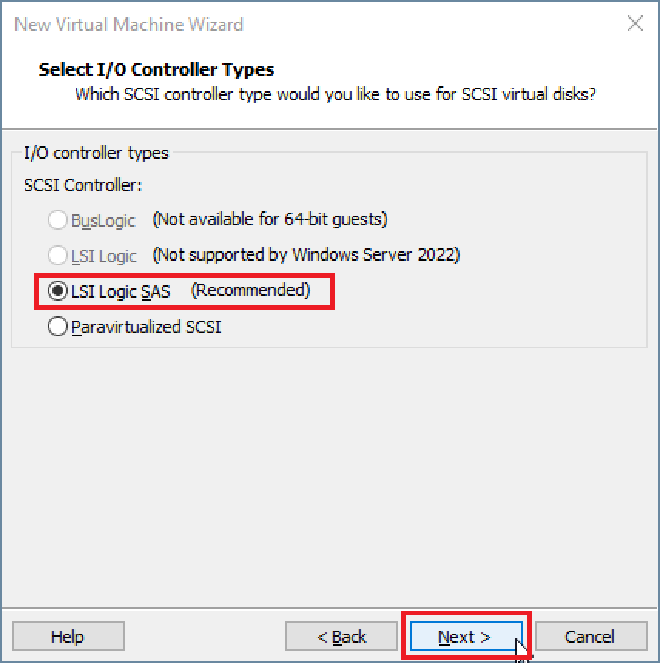 New Virtual Machine Wizard
Select I/O Controller Types
Which SCSI controller type would you like to use for SCSI virtual disks?
I/O controller types
SCSI Controller:
BusLogic (Not available for 64-bit guests)
LSI Logic (Not supported by Windows Server 2022)
LSI Logic SAS (Recommended)
Paravirtualized SCSI
Help < Back Next > Cancel